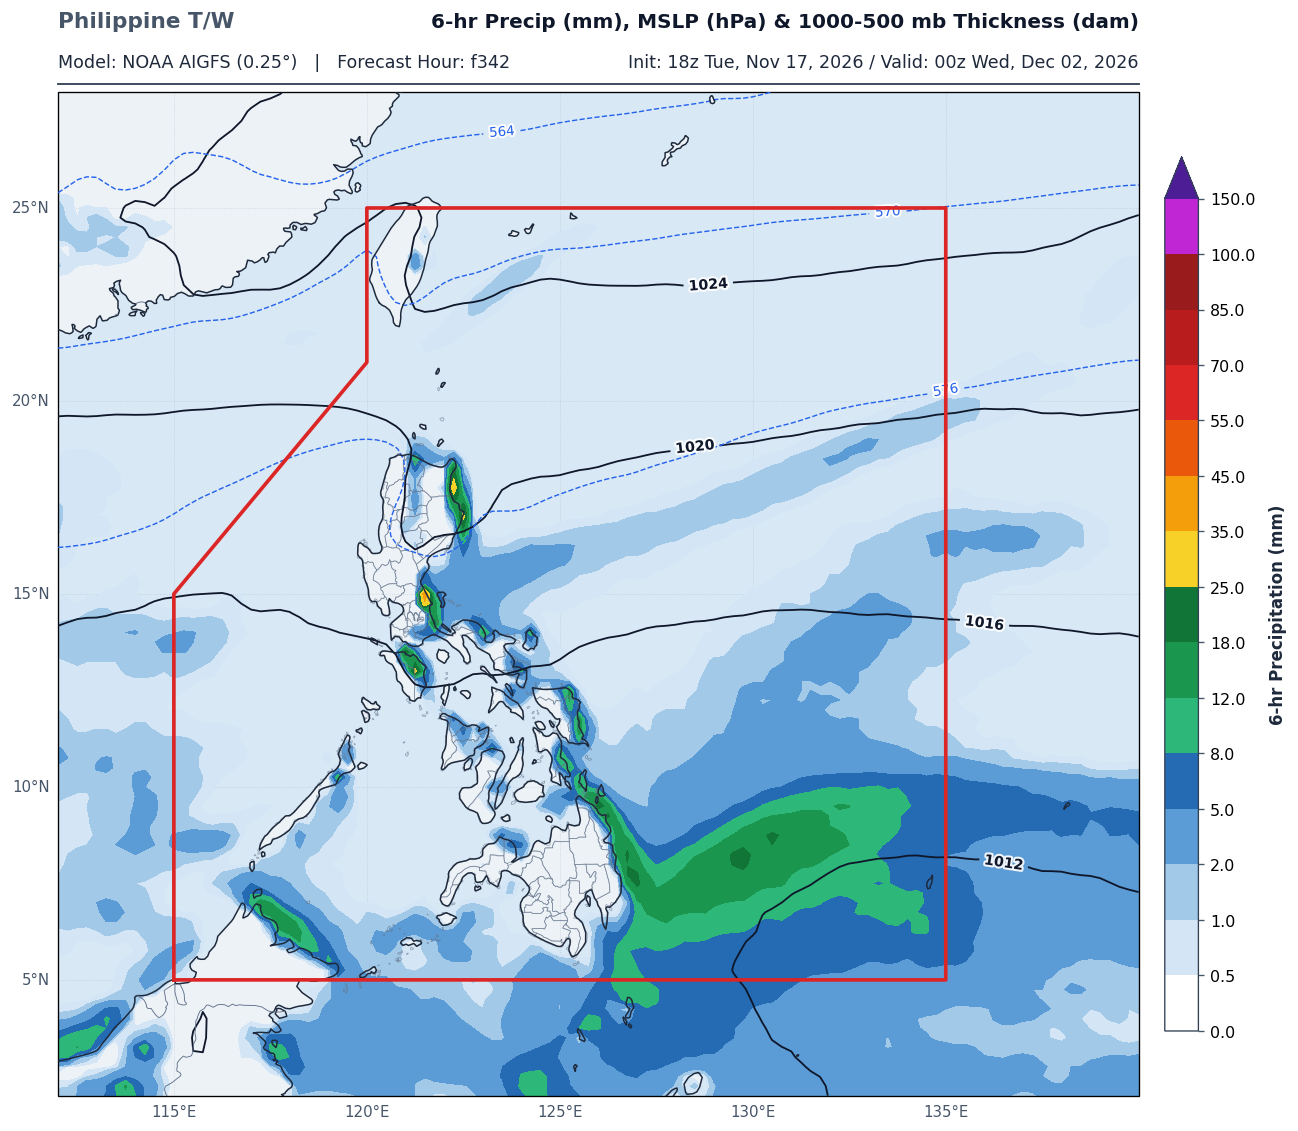 Philippine T/W
6-hr Precip (mm), MSLP (hPa) & 1000-500 mb Thickness (dam)
Model: NOAA AIGFS (0.25°) | Forecast Hour: f342
Init: 18z Tue, Nov 17, 2026 / Valid: 00z Wed, Dec 02, 2026
564
570
1024
576
1020
1016
1012
25°N
20°N
15°N
10°N
5°N
115°E
120°E
125°E
130°E
135°E
150.0
100.0
85.0
70.0
55.0
45.0
35.0
25.0
18.0
12.0
8.0
5.0
2.0
1.0
0.5
0.0
6-hr Precipitation (mm)